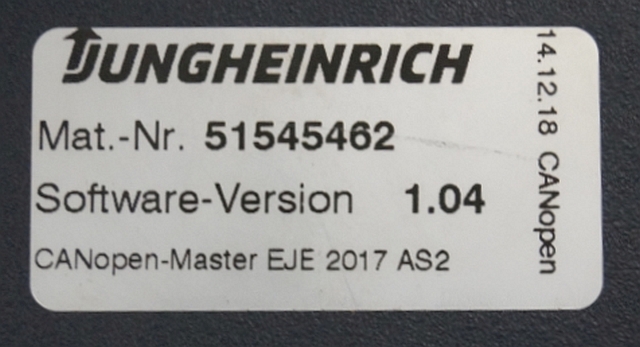 JUNGHEINRICH
Mat.-Nr. 51545462
Software-Version 1.04
CANopen-Master EJE 2017 AS2
14.12.18 CANopen